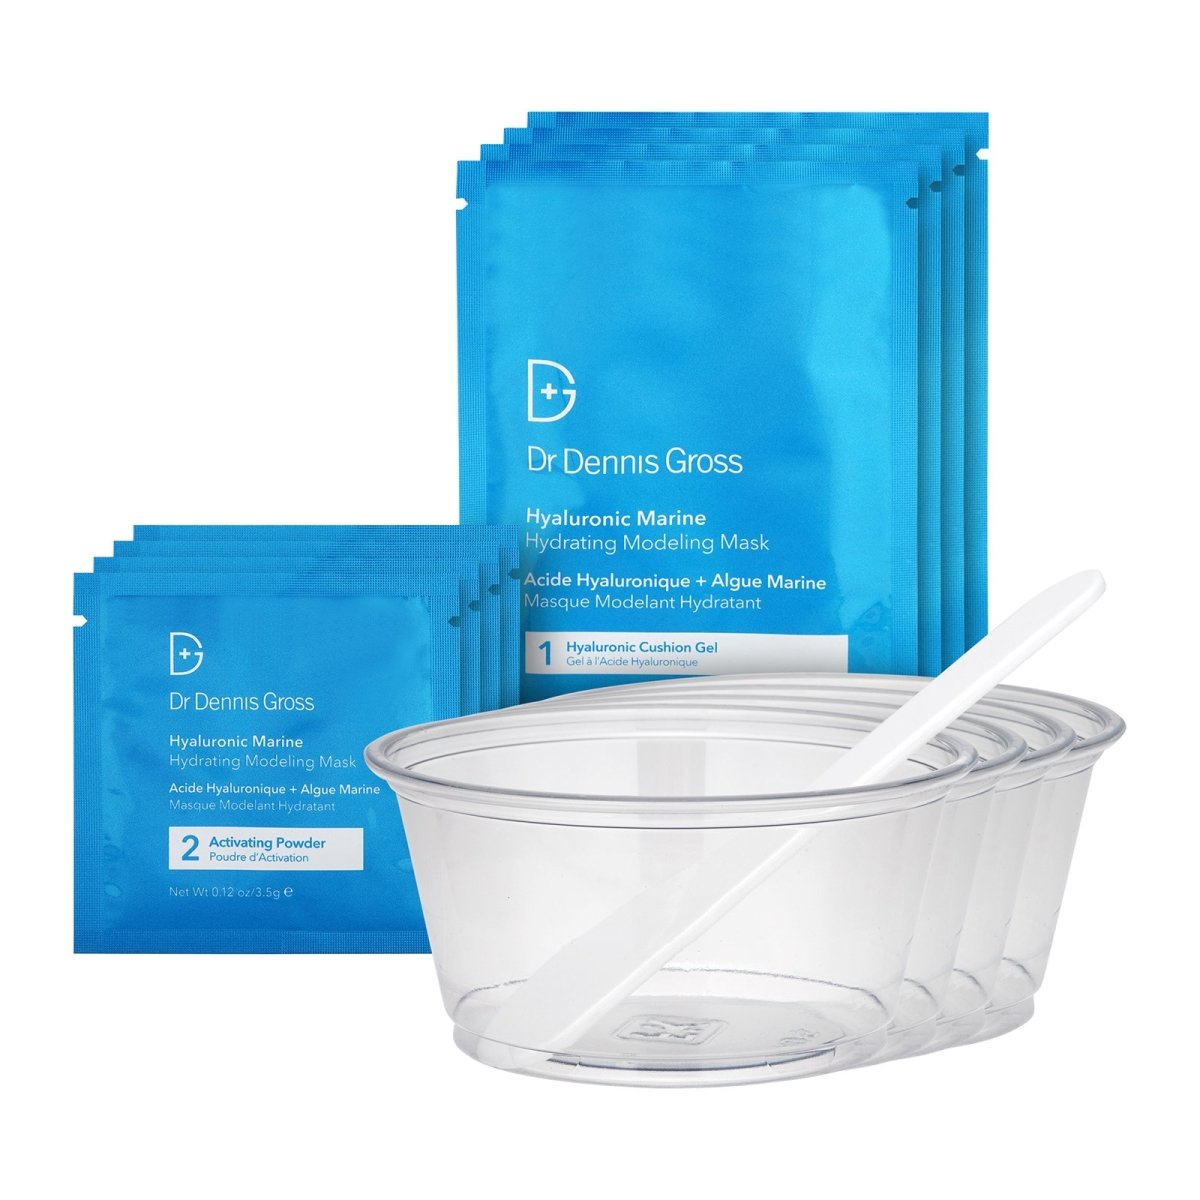 Dr Dennis Gross
Hyaluronic Marine
Hydrating Modeling Mask
Acide Hyaluronique + Algue Marine
Masque Modelant Hydratant
1 Hyaluronic Cushion Gel
Gel à l'Acide Hyaluronique
Dr Dennis Gross
Hyaluronic Marine
Hydrating Modeling Mask
Acide Hyaluronique + Algue Marine
Masque Modelant Hydratant
2 Activating Powder
Poudre d'Activation
Net Wt 0.12 oz/3.5g ℮